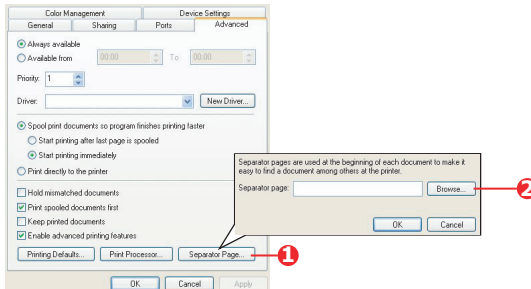 Color Management Device Settings
General Sharing Ports Advanced
Always available
Available from 00:00 To 00:00
Priority: 1
Driver: New Driver...
Spool print documents so program finishes printing faster
Start printing after last page is spooled
Start printing immediately
Print directly to the printer
Hold mismatched documents
Print spooled documents first
Keep printed documents
Enable advanced printing features
Printing Defaults... Print Processor... Separator Page... 1
OK Cancel Apply
Separator pages are used at the beginning of each document to make it
easy to find a document among others at the printer.
Separator page: Browse... 2
OK Cancel